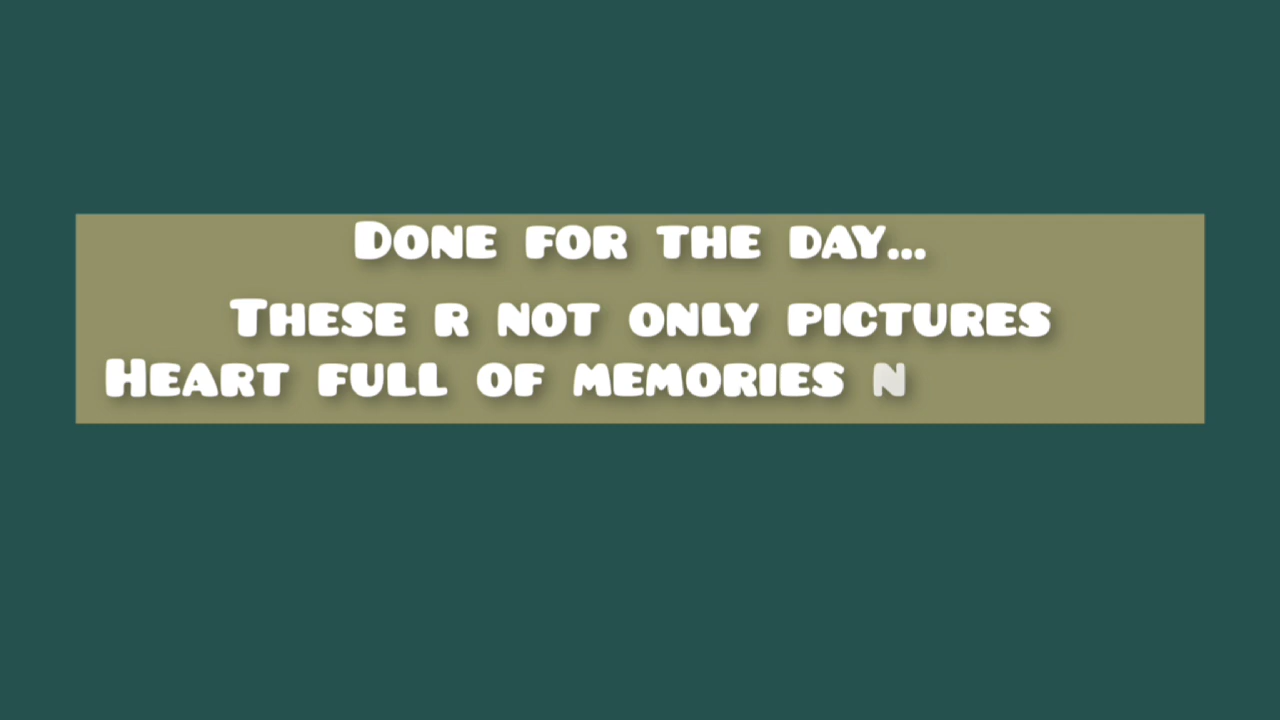 Done for the day...
These r not only pictures
Heart full of memories n